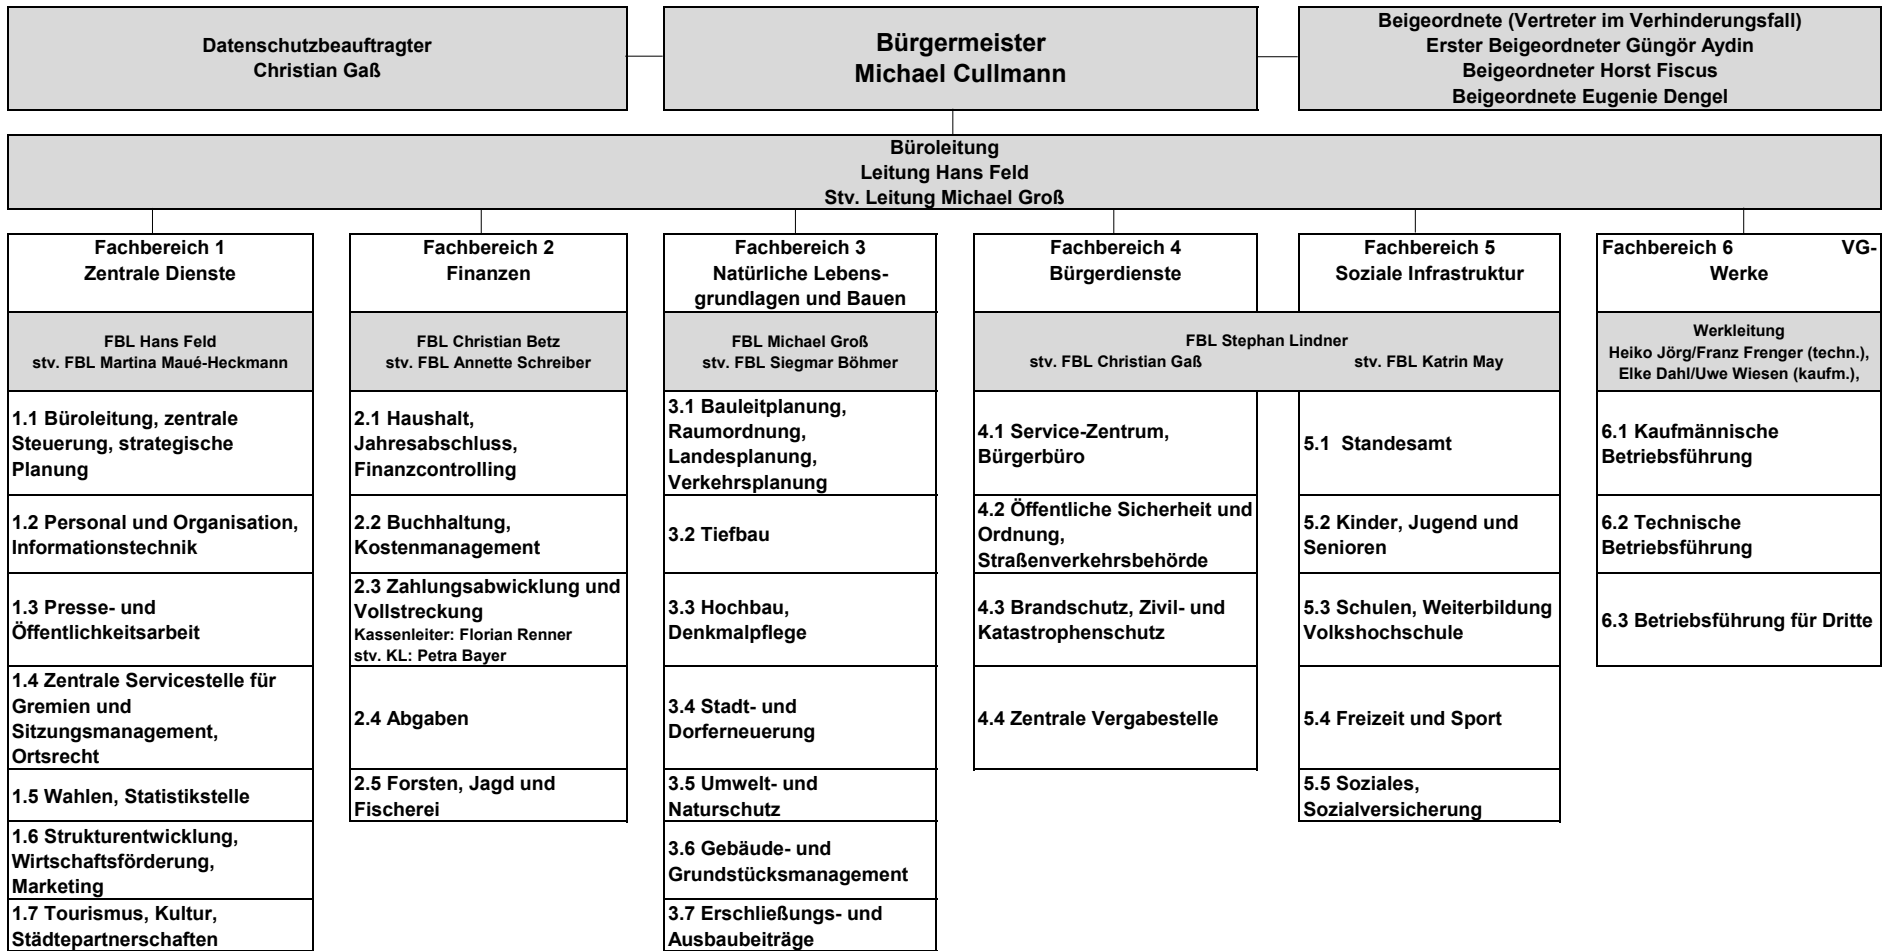 Datenschutzbeauftragter
Christian Gaß
Bürgermeister
Michael Cullmann
Beigeordnete (Vertreter im Verhinderungsfall)
Erster Beigeordneter Güngör Aydin
Beigeordneter Horst Fiscus
Beigeordnete Eugenie Dengel
Büroleitung
Leitung Hans Feld
Stv. Leitung Michael Groß
Fachbereich 1
Zentrale Dienste
FBL Hans Feld
stv. FBL Martina Maué-Heckmann
1.1 Büroleitung, zentrale
Steuerung, strategische
Planung
1.2 Personal und Organisation,
Informationstechnik
1.3 Presse- und
Öffentlichkeitsarbeit
1.4 Zentrale Servicestelle für
Gremien und
Sitzungsmanagement,
Ortsrecht
1.5 Wahlen, Statistikstelle
1.6 Strukturentwicklung,
Wirtschaftsförderung,
Marketing
1.7 Tourismus, Kultur,
Städtepartnerschaften
Fachbereich 2
Finanzen
FBL Christian Betz
stv. FBL Annette Schreiber
2.1 Haushalt,
Jahresabschluss,
Finanzcontrolling
2.2 Buchhaltung,
Kostenmanagement
2.3 Zahlungsabwicklung und
Vollstreckung
Kassenleiter: Florian Renner
stv. KL: Petra Bayer
2.4 Abgaben
2.5 Forsten, Jagd und
Fischerei
Fachbereich 3
Natürliche Lebens-
grundlagen und Bauen
FBL Michael Groß
stv. FBL Siegmar Böhmer
3.1 Bauleitplanung,
Raumordnung,
Landesplanung,
Verkehrsplanung
3.2 Tiefbau
3.3 Hochbau,
Denkmalpflege
3.4 Stadt- und
Dorferneuerung
3.5 Umwelt- und
Naturschutz
3.6 Gebäude- und
Grundstücksmanagement
3.7 Erschließungs- und
Ausbaubeiträge
Fachbereich 4
Bürgerdienste
Fachbereich 5
Soziale Infrastruktur
FBL Stephan Lindner
stv. FBL Christian Gaß stv. FBL Katrin May
4.1 Service-Zentrum,
Bürgerbüro
4.2 Öffentliche Sicherheit und
Ordnung,
Straßenverkehrsbehörde
4.3 Brandschutz, Zivil- und
Katastrophenschutz
4.4 Zentrale Vergabestelle
5.1 Standesamt
5.2 Kinder, Jugend und
Senioren
5.3 Schulen, Weiterbildung
Volkshochschule
5.4 Freizeit und Sport
5.5 Soziales,
Sozialversicherung
Fachbereich 6 VG-
Werke
Werkleitung
Heiko Jörg/Franz Frenger (techn.),
Elke Dahl/Uwe Wiesen (kaufm.),
6.1 Kaufmännische
Betriebsführung
6.2 Technische
Betriebsführung
6.3 Betriebsführung für Dritte